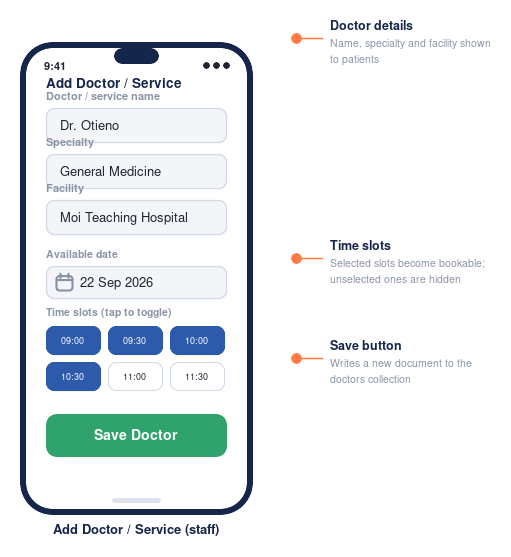 9:41
Add Doctor / Service
Doctor / service name
Dr. Otieno
Specialty
General Medicine
Facility
Moi Teaching Hospital
Available date
22 Sep 2026
Time slots (tap to toggle)
09:00 09:30 10:00
10:30 11:00 11:30
Save Doctor
Add Doctor / Service (staff)
Doctor details
Name, specialty and facility shown
to patients
Time slots
Selected slots become bookable;
unselected ones are hidden
Save button
Writes a new document to the
doctors collection